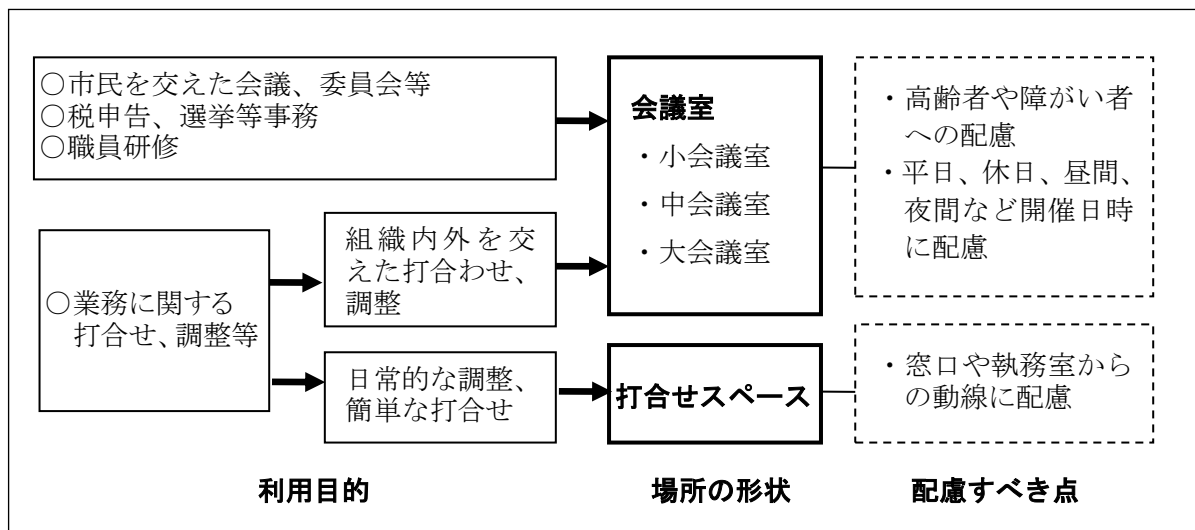 ○市民を交えた会議、委員会等
○税申告、選挙等事務
○職員研修
○業務に関する
打合せ、調整等
組織内外を交
えた打合わせ、
調整
日常的な調整、
簡単な打合せ
会議室
・小会議室
・中会議室
・大会議室
打合せスペース
・高齢者や障がい者
への配慮
・平日、休日、昼間、
夜間など開催日時
に配慮
・窓口や執務室から
の動線に配慮
利用目的
場所の形状
配慮すべき点